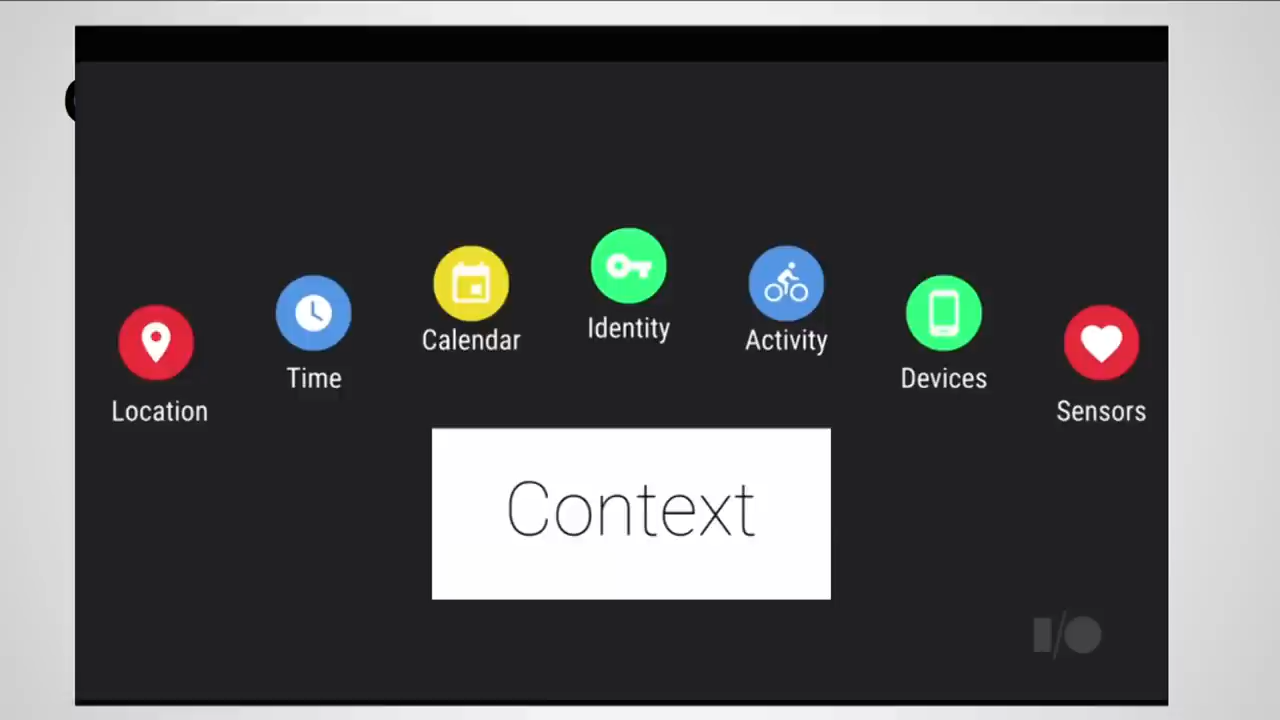 Identity
Calendar
Activity
Time
Devices
Location
Sensors
Context
I/O